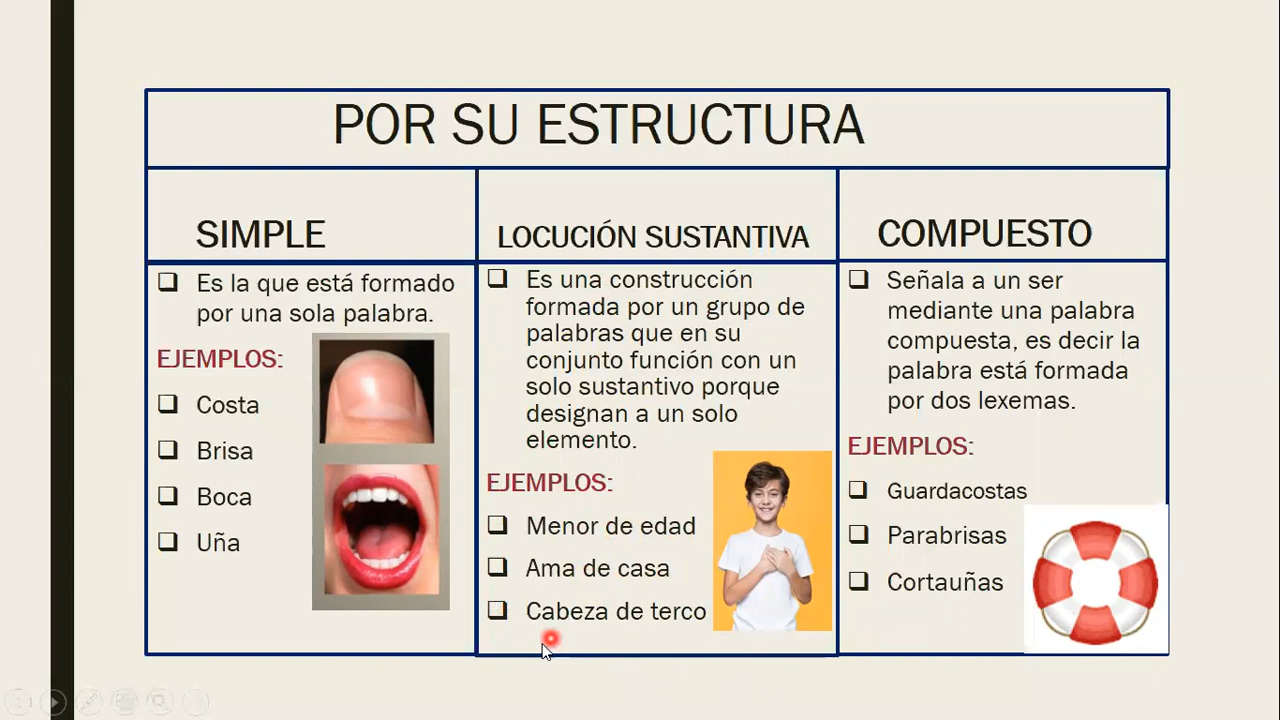 POR SU ESTRUCTURA
SIMPLE
Es la que está formado
por una sola palabra.
EJEMPLOS:
Costa
Brisa
Boca
Uña
LOCUCIÓN SUSTANTIVA
Es una construcción
formada por un grupo de
palabras que en su
conjunto función con un
solo sustantivo porque
designan a un solo
elemento.
EJEMPLOS:
Menor de edad
Ama de casa
Cabeza de terco
COMPUESTO
Señala a un ser
mediante una palabra
compuesta, es decir la
palabra está formada
por dos lexemas.
EJEMPLOS:
Guardacostas
Parabrisas
Cortauñas